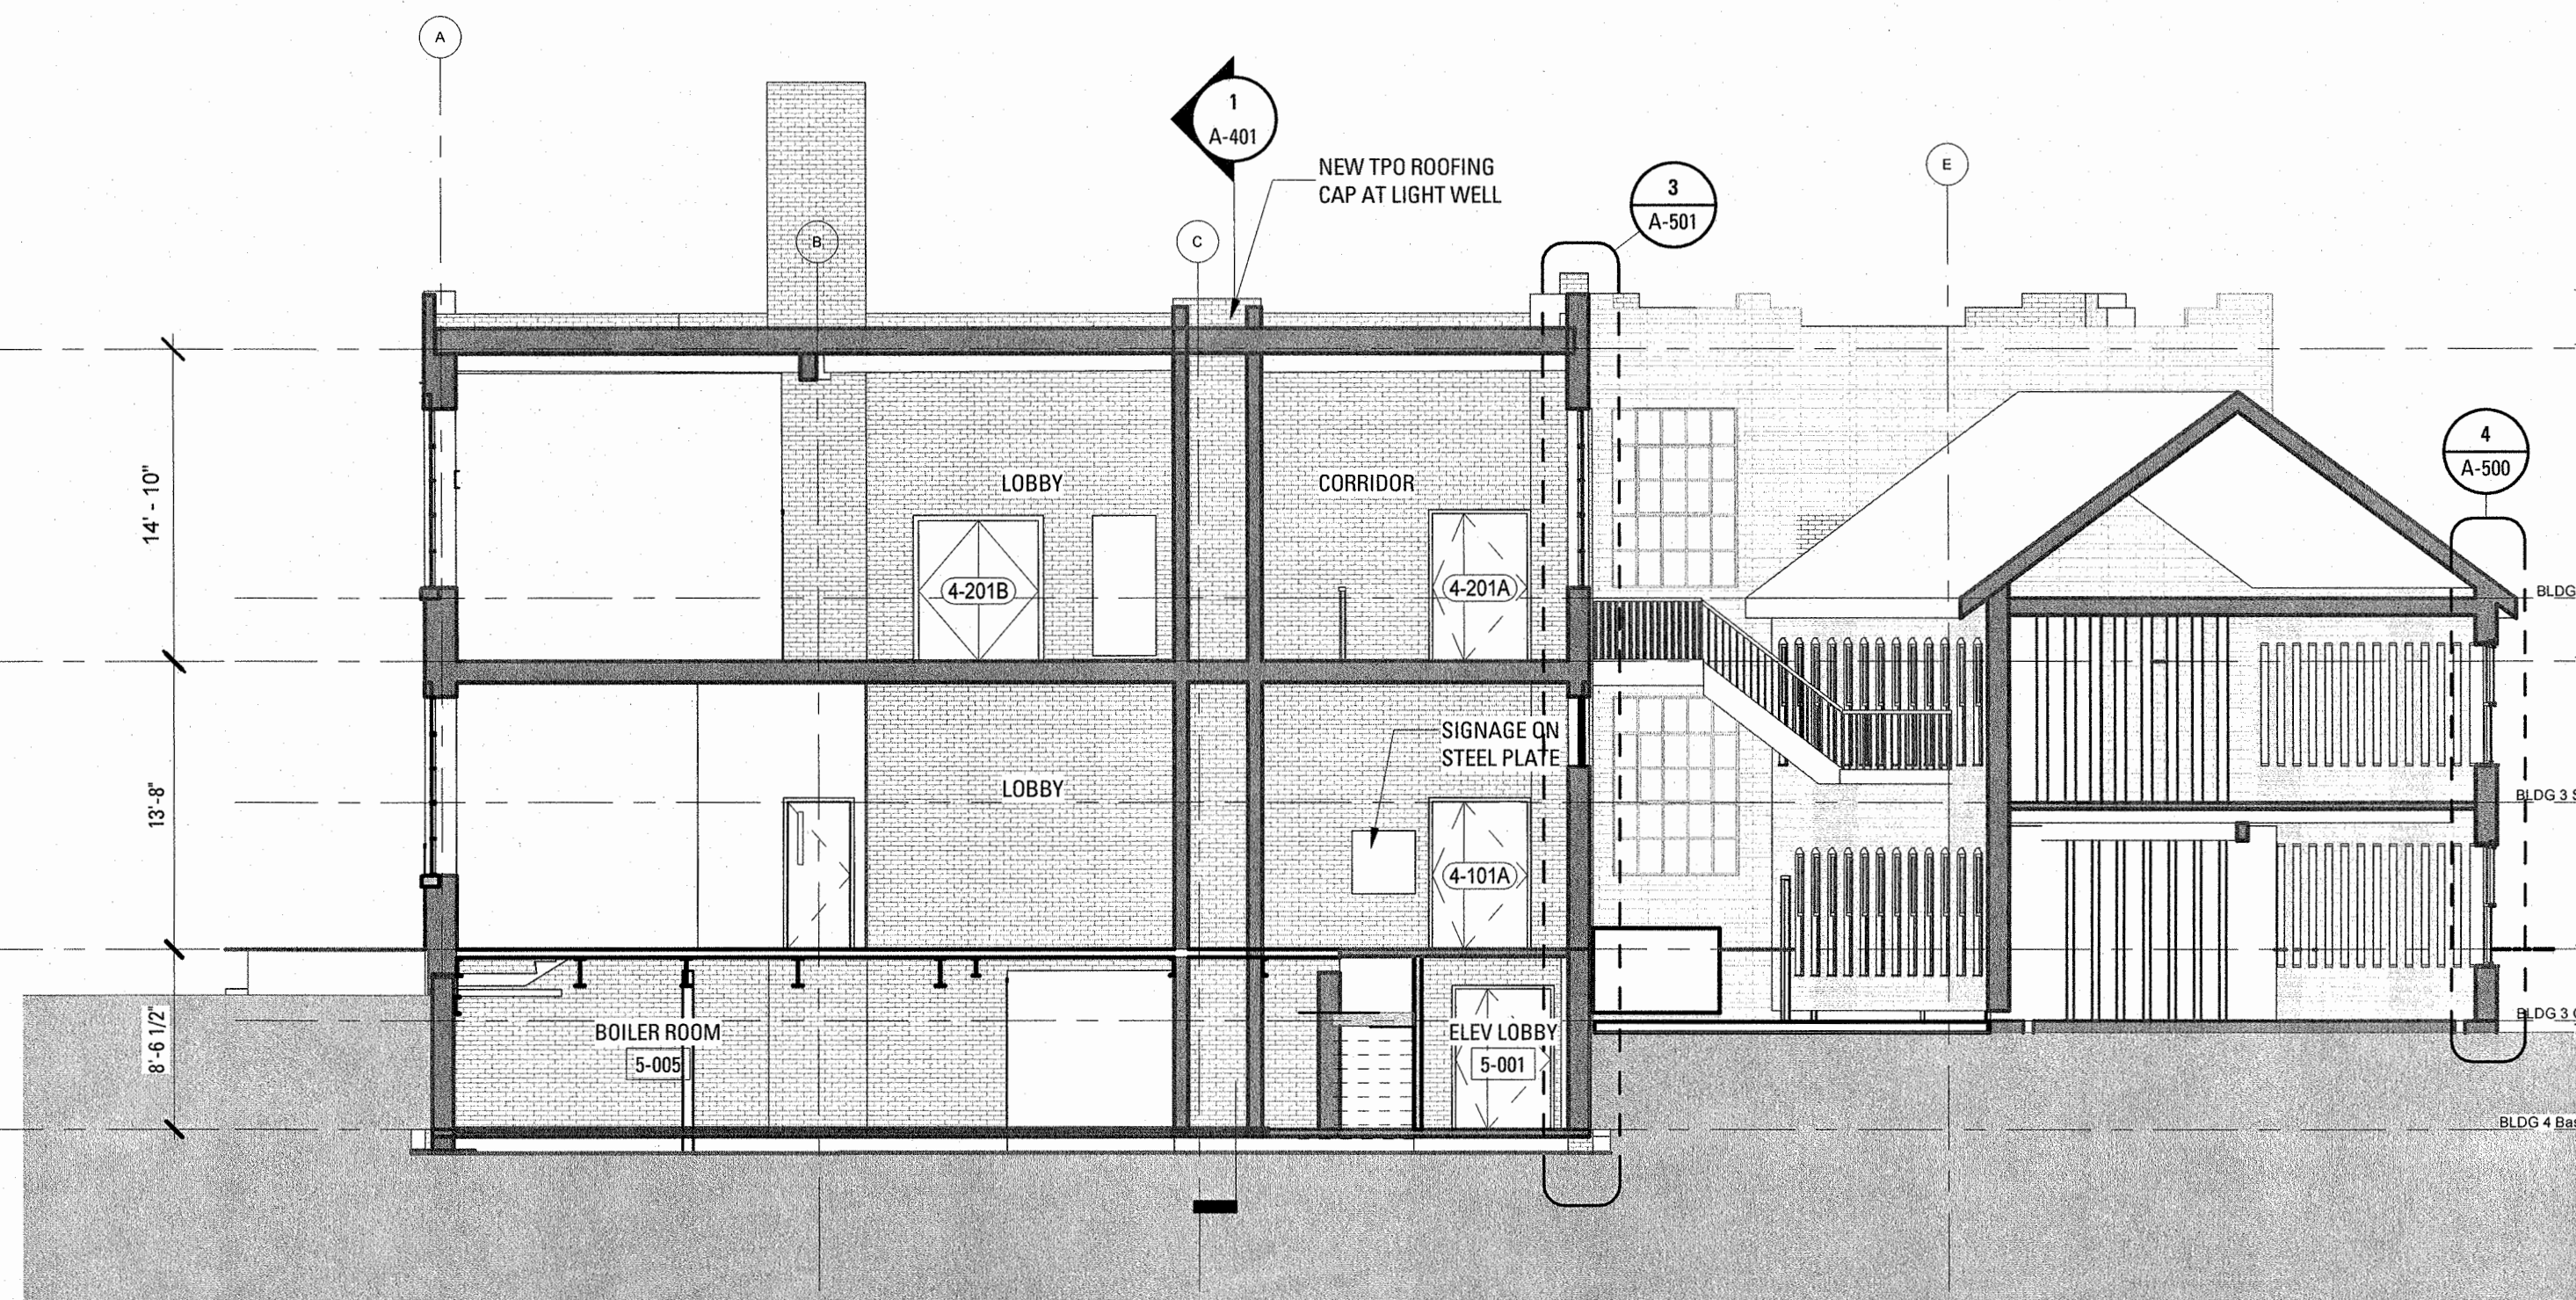 A
1
A-401
NEW TPO ROOFING
CAP AT LIGHT WELL
3
A-501
E
B
C
4
A-500
14' - 10"
LOBBY
CORRIDOR
4-201B
4-201A
BLDG
SIGNAGE ON
STEEL PLATE
13'-8"
LOBBY
BLDG 3 S
4-101A
8'-6 1/2"
BOILER ROOM
5-005
ELEV LOBBY
5-001
BLDG 3
BLDG 4 Bas